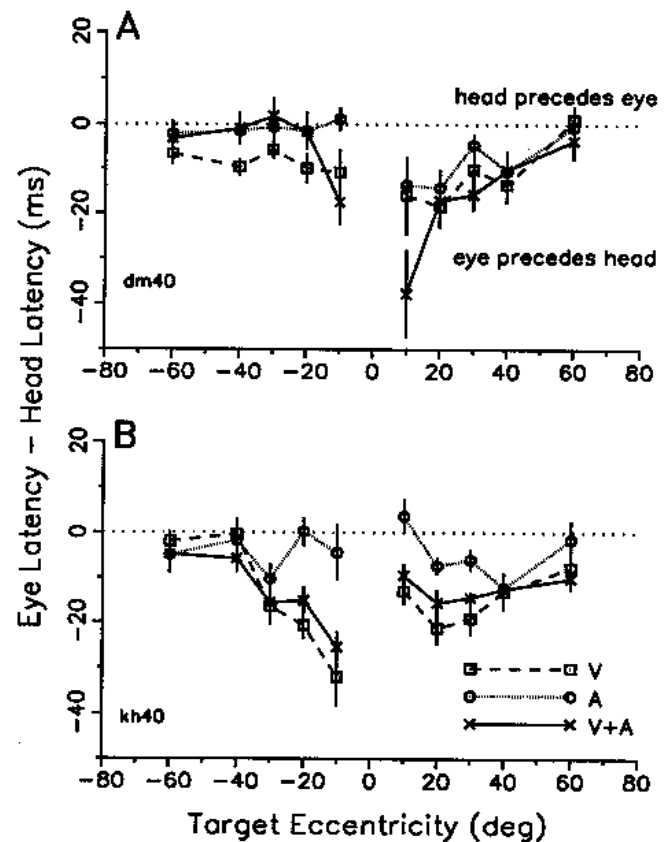 A
20
0
−20
−40
head precedes eye
eye precedes head
dm40
−80 −60 −40 −20 0 20 40 60 80
Eye Latency − Head Latency (ms)
B
20
0
−20
−40
V
A
V+A
kh40
−80 −60 −40 −20 0 20 40 60 80
Target Eccentricity (deg)